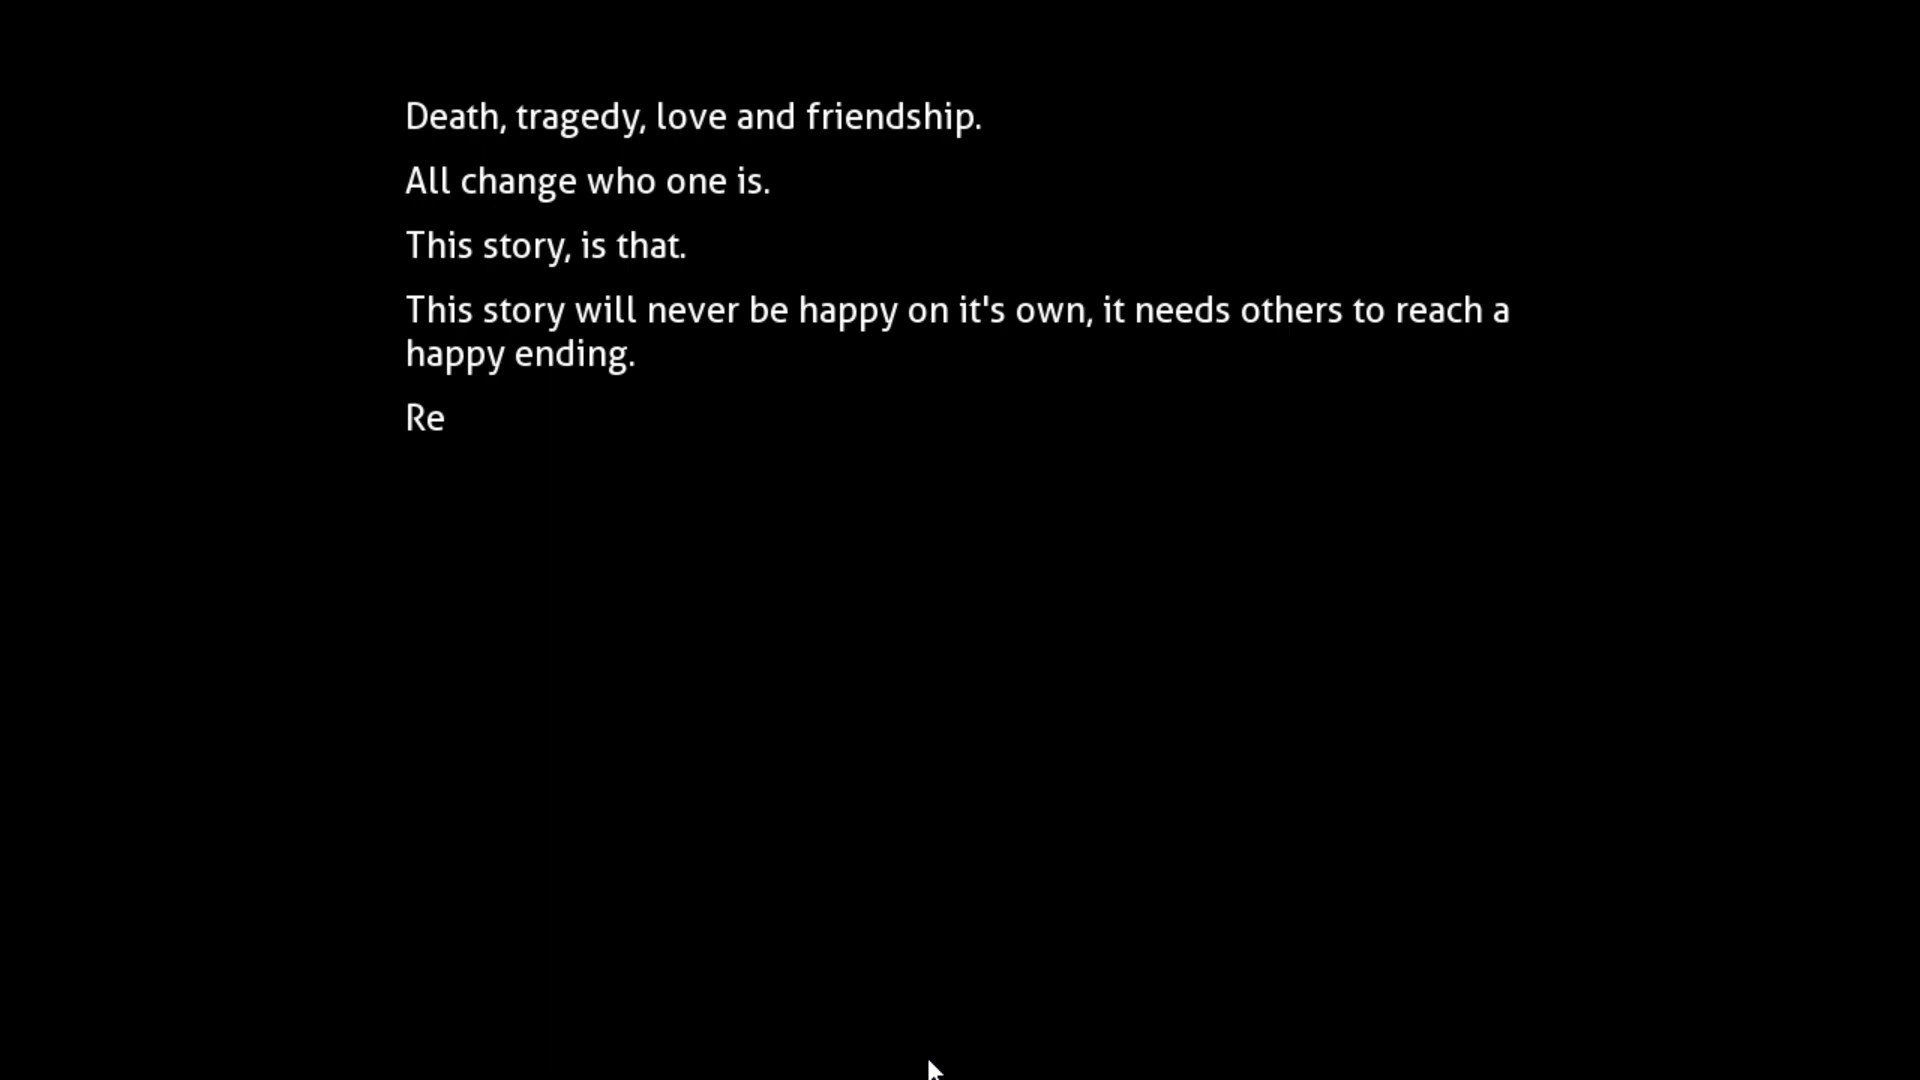 Death, tragedy, love and friendship.
All change who one is.
This story, is that.
This story will never be happy on it's own, it needs others to reach a
happy ending.
Re